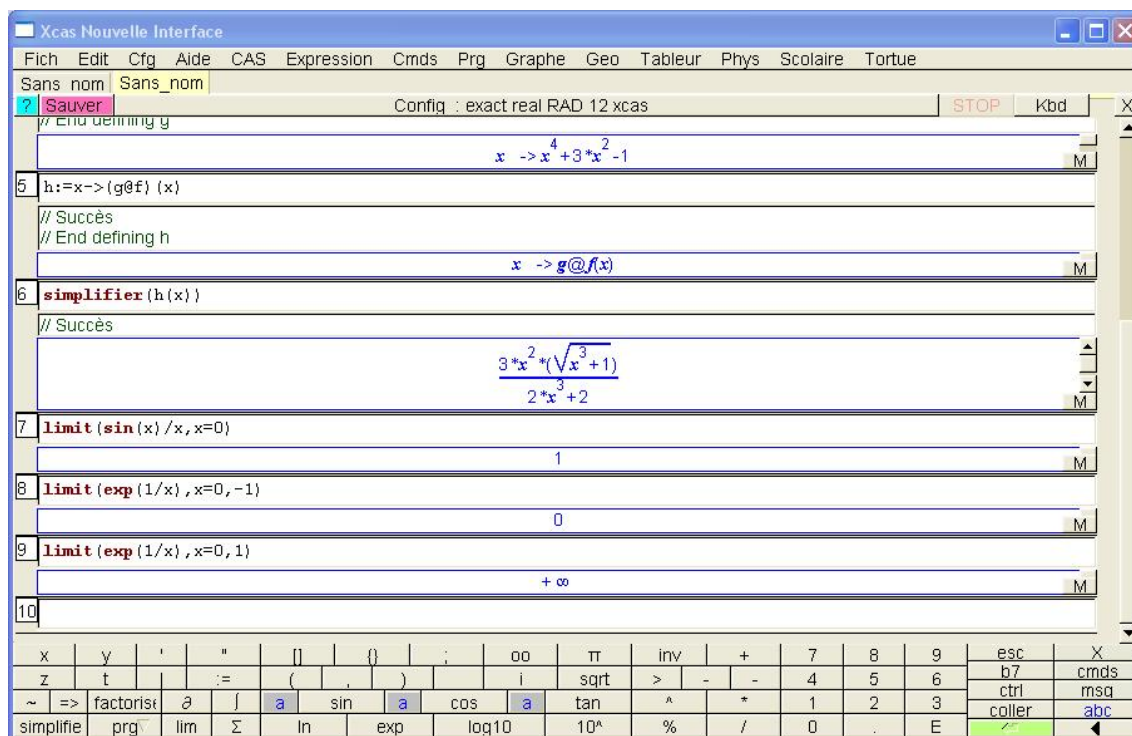 Xcas Nouvelle Interface
Fich Edit Cfg Aide CAS Expression Cmds Prg Graphe Geo Tableur Phys Scolaire Tortue
Sans_nom Sans_nom
? Sauver Config : exact real RAD 12 xcas STOP Kbd X
// End defining g
x -> x^4+3*x^2-1
M
5 h:=x->(g@f)(x)
// Succès
// End defining h
x -> g@f(x)
M
6 simplifier(h(x))
// Succès
3*x^2*(√x^3+1)
2*x^3+2
M
7 limit(sin(x)/x,x=0)
1
M
8 limit(exp(1/x),x=0,-1)
0
M
9 limit(exp(1/x),x=0,1)
+∞
M
10
x y ' " [] {} ; oo π inv + 7 8 9 esc X
z t | := ( , ) i sqrt > - - 4 5 6 b7 cmds
~ => factorise ∂ ∫ a sin a cos a tan ^ * 1 2 3 ctrl msg
simplifie prg lim Σ ln exp log10 10^ % / 0 . E coller abc